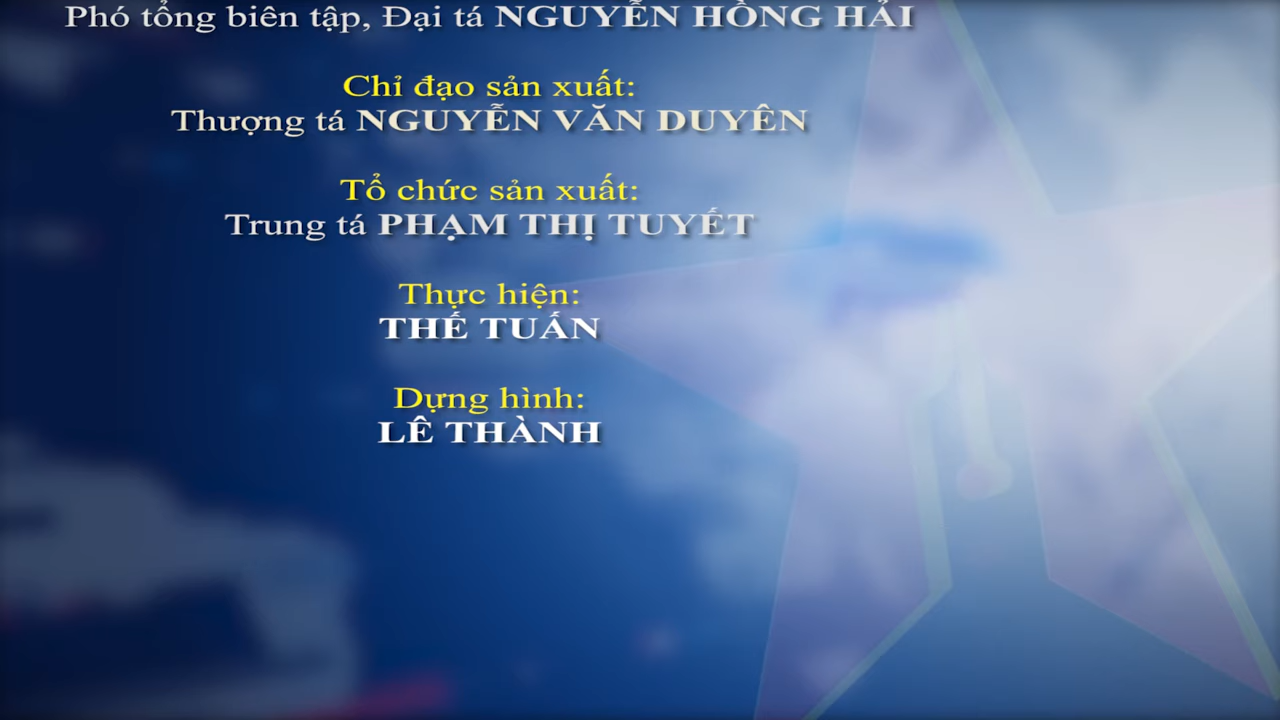 Phó tổng biên tập, Đại tá NGUYỄN HỒNG HẢI
Chỉ đạo sản xuất:
Thượng tá NGUYỄN VĂN DUYÊN
Tổ chức sản xuất:
Trung tá PHẠM THỊ TUYẾT
Thực hiện:
THẾ TUẤN
Dựng hình:
LÊ THÀNH